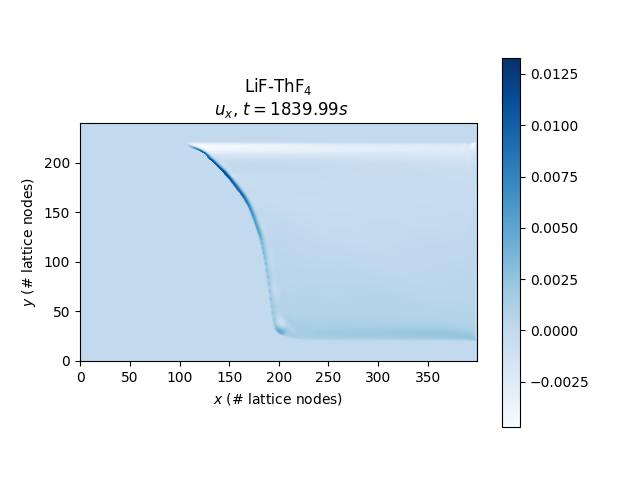 LiF-ThF₄
uₓ, t = 1839.99s
y (# lattice nodes)
200
150
100
50
0
0 50 100 150 200 250 300 350
x (# lattice nodes)
0.0125
0.0100
0.0075
0.0050
0.0025
0.0000
−0.0025